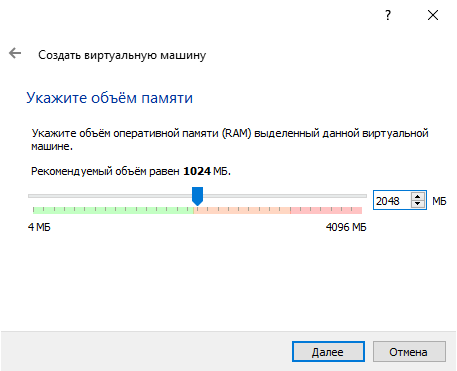 ?
Создать виртуальную машину
Укажите объём памяти
Укажите объём оперативной памяти (RAM) выделенный данной виртуальной
машине.
Рекомендуемый объём равен 1024 МБ.
2048 МБ
4 МБ 4096 МБ
Далее Отмена